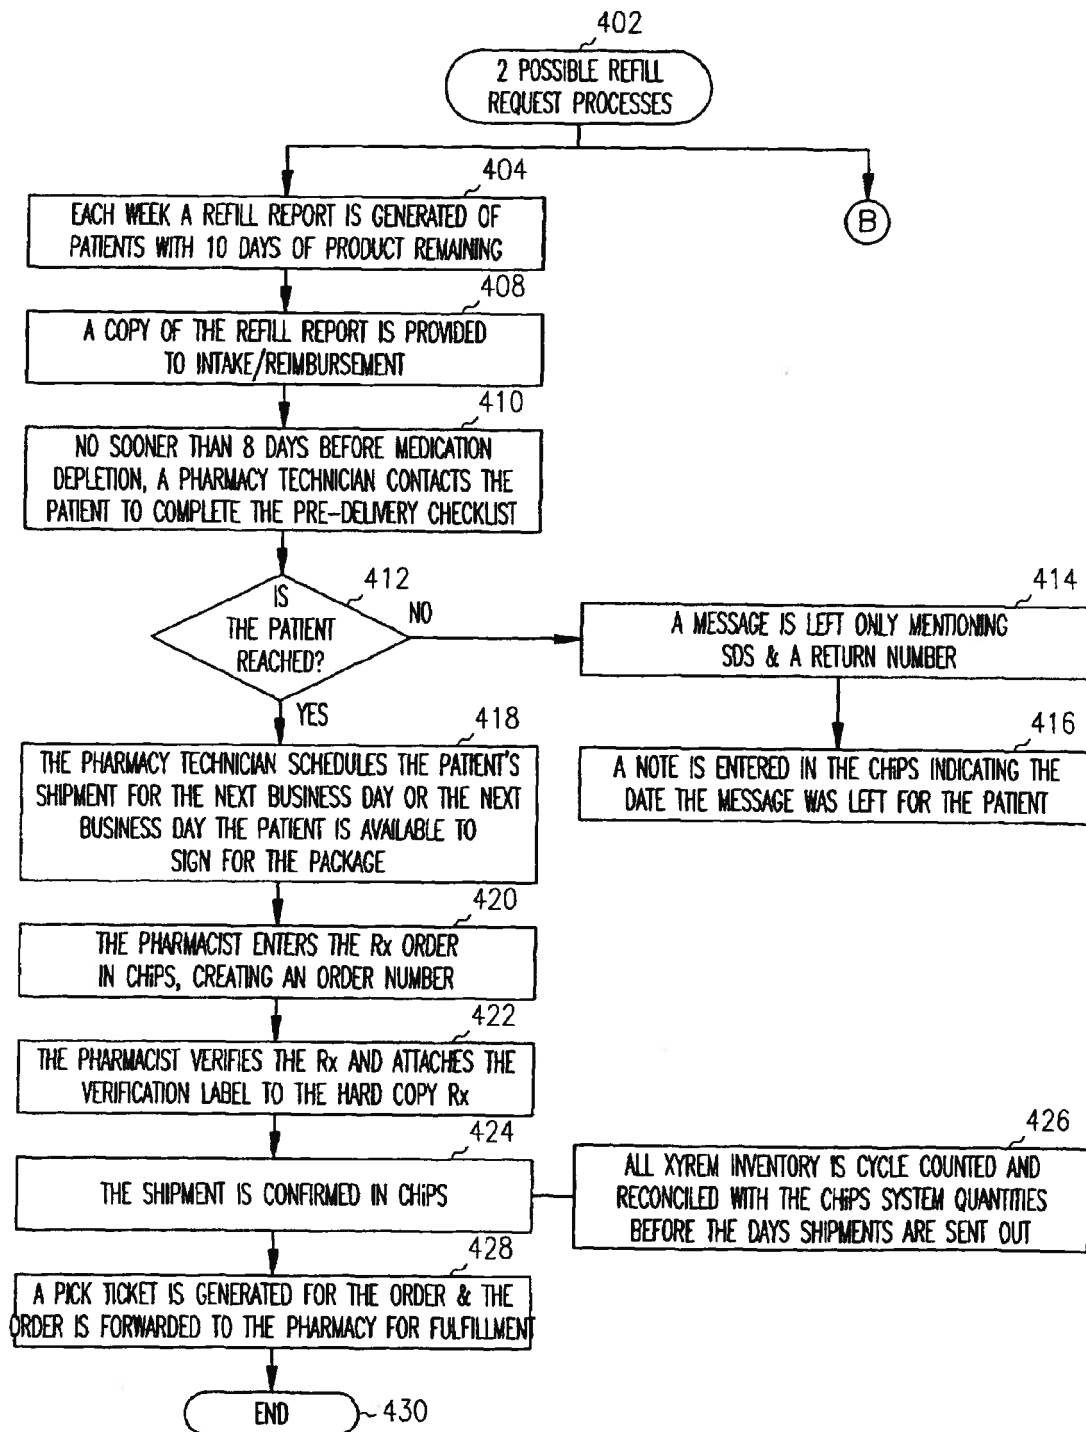 402
2 POSSIBLE REFILL
REQUEST PROCESSES
404
EACH WEEK A REFILL REPORT IS GENERATED OF
PATIENTS WITH 10 DAYS OF PRODUCT REMAINING
B
408
A COPY OF THE REFILL REPORT IS PROVIDED
TO INTAKE/REIMBURSEMENT
410
NO SOONER THAN 8 DAYS BEFORE MEDICATION
DEPLETION, A PHARMACY TECHNICIAN CONTACTS THE
PATIENT TO COMPLETE THE PRE-DELIVERY CHECKLIST
412
IS
THE PATIENT
REACHED?
NO
414
A MESSAGE IS LEFT ONLY MENTIONING
SDS & A RETURN NUMBER
416
A NOTE IS ENTERED IN THE CHiPS INDICATING THE
DATE THE MESSAGE WAS LEFT FOR THE PATIENT
YES
418
THE PHARMACY TECHNICIAN SCHEDULES THE PATIENT'S
SHIPMENT FOR THE NEXT BUSINESS DAY OR THE NEXT
BUSINESS DAY THE PATIENT IS AVAILABLE TO
SIGN FOR THE PACKAGE
420
THE PHARMACIST ENTERS THE Rx ORDER
IN CHiPS, CREATING AN ORDER NUMBER
422
THE PHARMACIST VERIFIES THE Rx AND ATTACHES THE
VERIFICATION LABEL TO THE HARD COPY Rx
424
THE SHIPMENT IS CONFIRMED IN CHiPS
426
ALL XYREM INVENTORY IS CYCLE COUNTED AND
RECONCILED WITH THE CHiPS SYSTEM QUANTITIES
BEFORE THE DAYS SHIPMENTS ARE SENT OUT
428
A PICK TICKET IS GENERATED FOR THE ORDER & THE
ORDER IS FORWARDED TO THE PHARMACY FOR FULFILLMENT
END
430